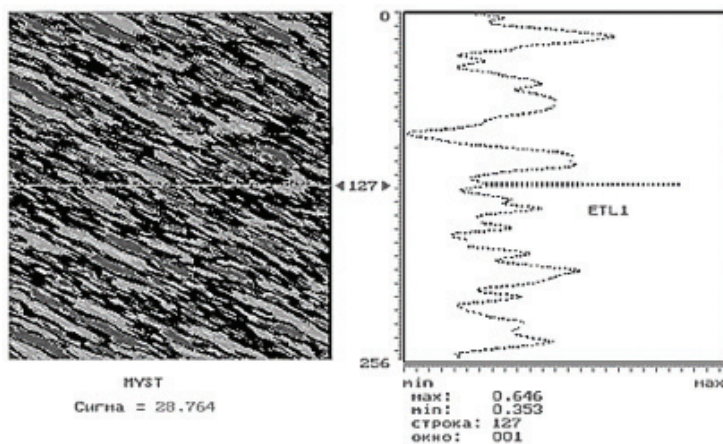 0
127
ETL1
256
MYST
Сигма = 28.764
min max
max: 0.646
min: 0.353
строка: 127
окно: 001